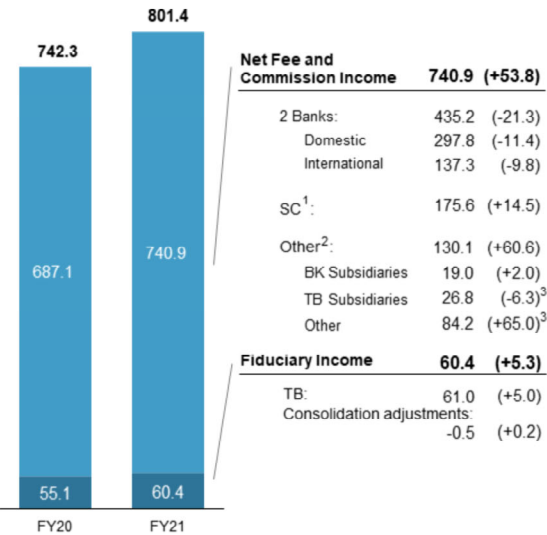 801.4
742.3
Net Fee and
Commission Income 740.9 (+53.8)
2 Banks: 435.2 (-21.3)
Domestic 297.8 (-11.4)
International 137.3 (-9.8)
SC1: 175.6 (+14.5)
Other2: 130.1 (+60.6)
BK Subsidiaries 19.0 (+2.0)
TB Subsidiaries 26.8 (-6.3)3
Other 84.2 (+65.0)3
687.1
740.9
Fiduciary Income 60.4 (+5.3)
TB: 61.0 (+5.0)
Consolidation adjustments:
-0.5 (+0.2)
55.1
60.4
FY20
FY21